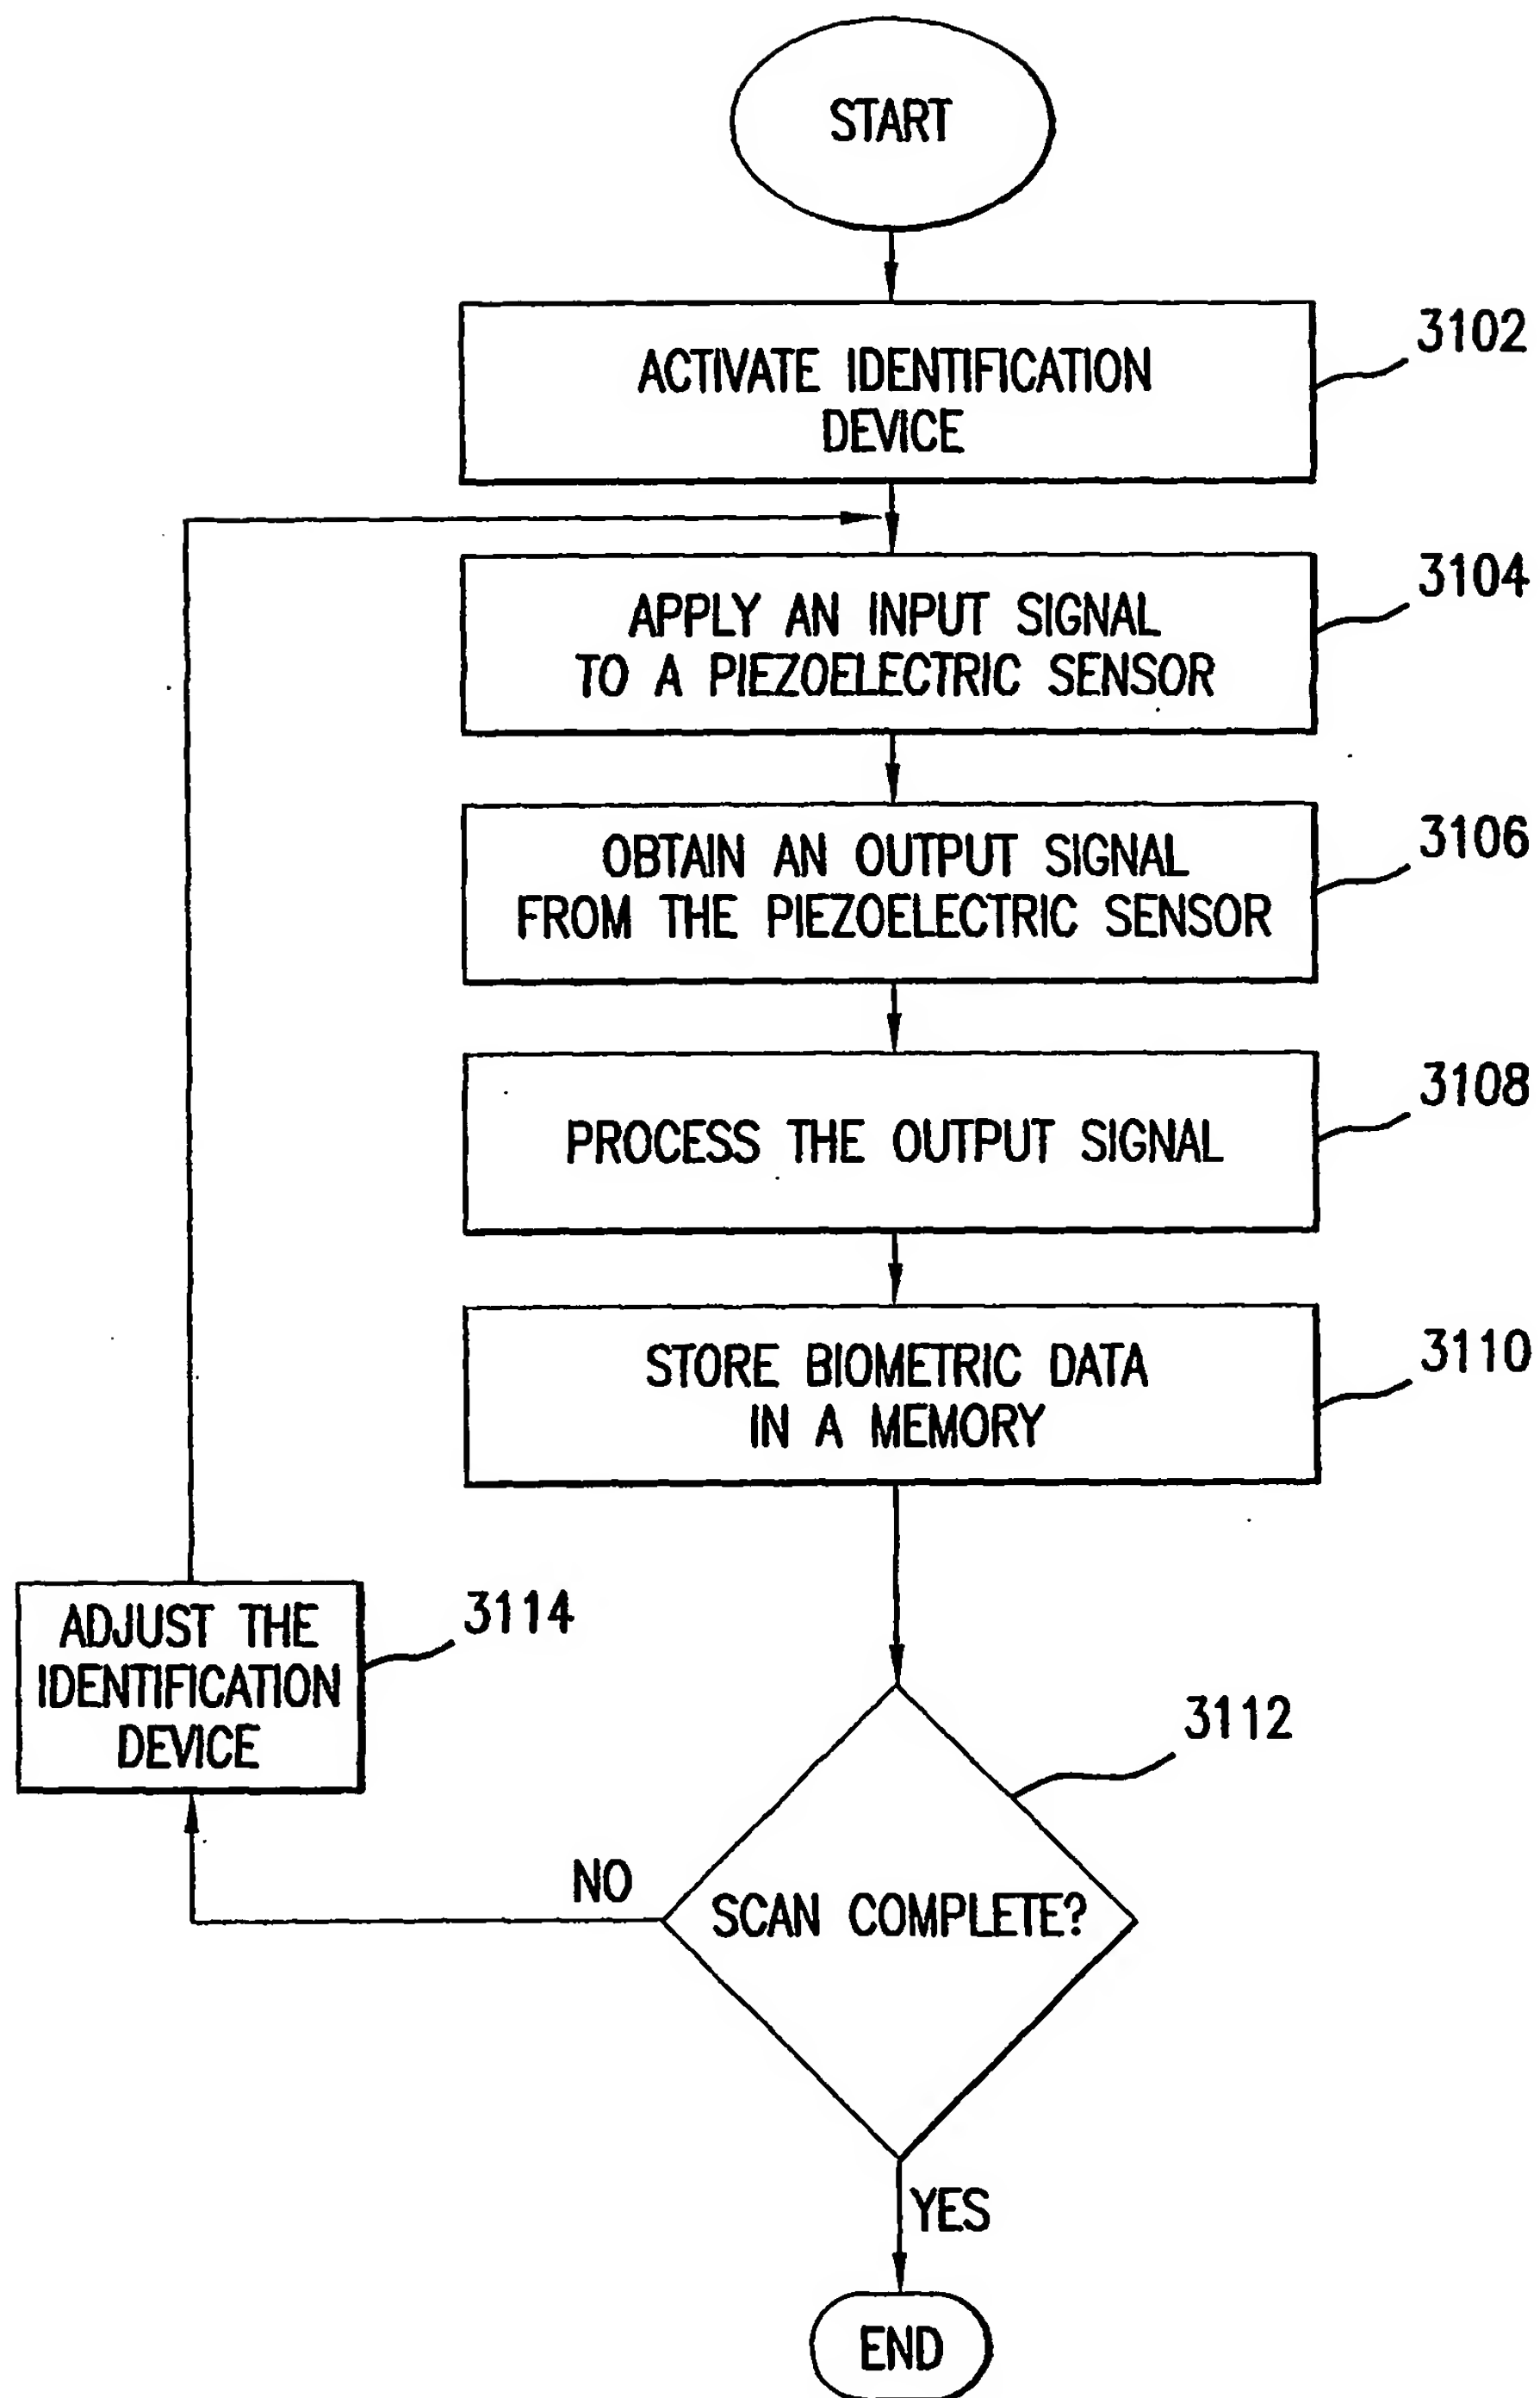 START
ACTIVATE IDENTIFICATION
DEVICE
3102
APPLY AN INPUT SIGNAL
TO A PIEZOELECTRIC SENSOR
3104
OBTAIN AN OUTPUT SIGNAL
FROM THE PIEZOELECTRIC SENSOR
3106
PROCESS THE OUTPUT SIGNAL
3108
STORE BIOMETRIC DATA
IN A MEMORY
3110
ADJUST THE
IDENTIFICATION
DEVICE
3114
3112
SCAN COMPLETE?
NO
YES
END